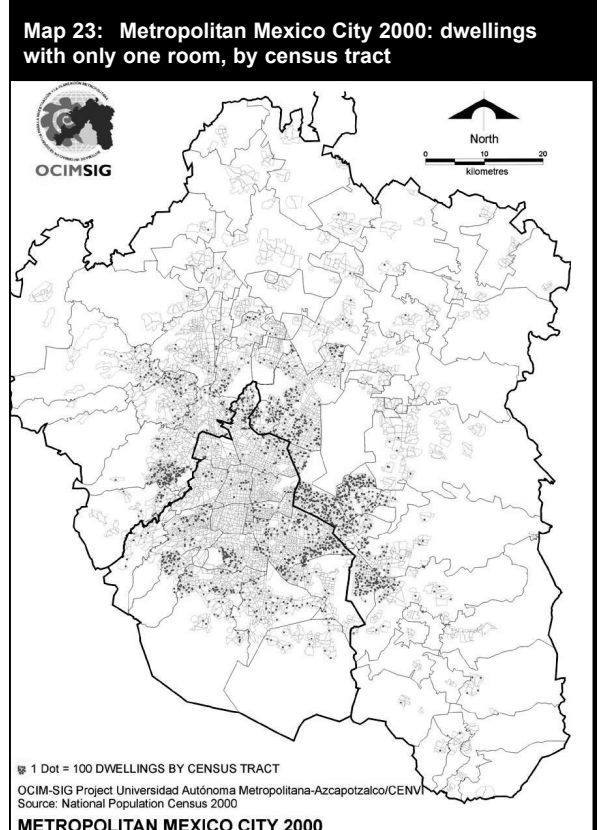 Map 23: Metropolitan Mexico City 2000: dwellings
with only one room, by census tract
OCIMSIG
North
0 10 20
kilometres
1 Dot = 100 DWELLINGS BY CENSUS TRACT
OCIM-SIG Project Universidad Autónoma Metropolitana-Azcapotzalco/CENVI
Source: National Population Census 2000
METROPOLITAN MEXICO CITY 2000